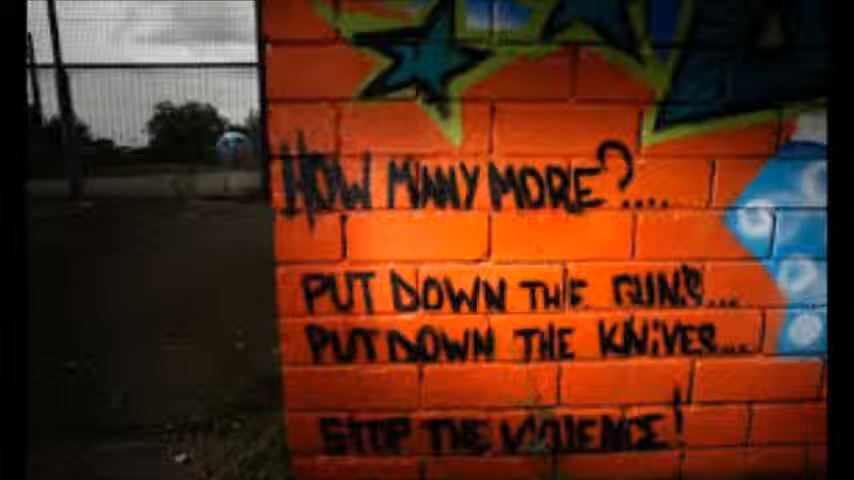 HOW MANY MORE?....
PUT DOWN THE GUNS...
PUT DOWN THE KNIVES...
STOP THE VIOLENCE!